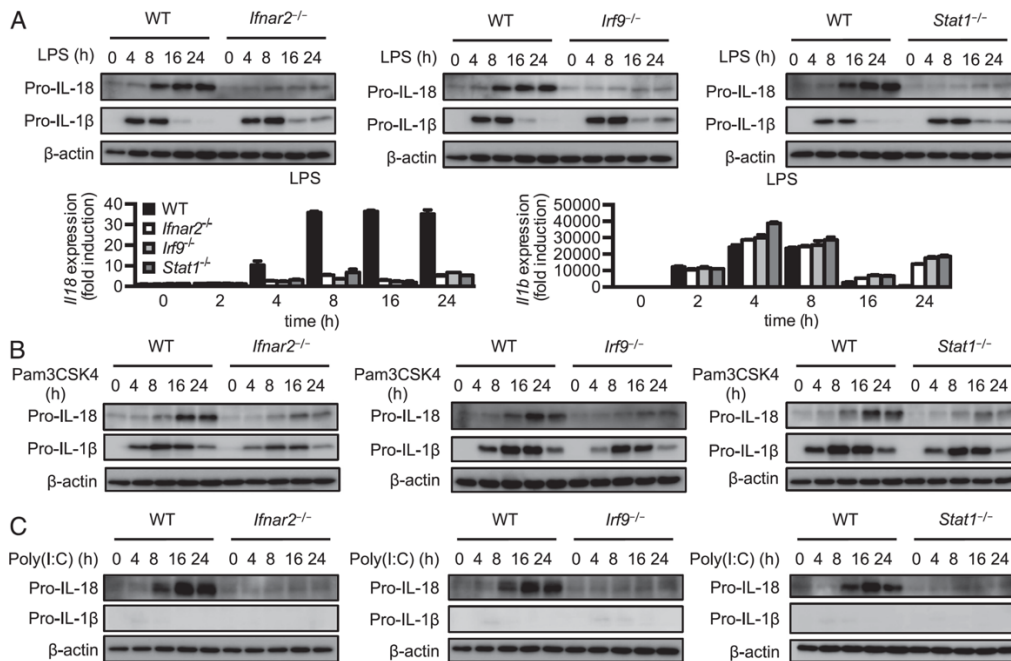 A
WT Ifnar2–/– WT Irf9–/– WT Stat1–/–
LPS (h) 0 4 8 16 24 0 4 8 16 24 LPS (h) 0 4 8 16 24 0 4 8 16 24 LPS (h) 0 4 8 16 24 0 4 8 16 24
Pro-IL-18 Pro-IL-18 Pro-IL-18
Pro-IL-1β Pro-IL-1β Pro-IL-1β
β-actin β-actin β-actin
LPS
Il18 expression
(fold induction)
40
30
20
10
0
WT
Ifnar2-/-
Irf9-/-
Stat1-/-
0 2 4 8 16 24
time (h)
LPS
Il1b expression
(fold induction)
50000
40000
30000
20000
10000
0
0 2 4 8 16 24
time (h)
B
WT Ifnar2–/– WT Irf9–/– WT Stat1–/–
Pam3CSK4 0 4 8 16 24 0 4 8 16 24 Pam3CSK4 0 4 8 16 24 0 4 8 16 24 Pam3CSK4 0 4 8 16 24 0 4 8 16 24
(h) (h) (h)
Pro-IL-18 Pro-IL-18 Pro-IL-18
Pro-IL-1β Pro-IL-1β Pro-IL-1β
β-actin β-actin β-actin
C
WT Ifnar2–/– WT Irf9–/– WT Stat1–/–
Poly(I:C) (h) 0 4 8 16 24 0 4 8 16 24 Poly(I:C) (h) 0 4 8 16 24 0 4 8 16 24 Poly(I:C) (h) 0 4 8 16 24 0 4 8 16 24
Pro-IL-18 Pro-IL-18 Pro-IL-18
Pro-IL-1β Pro-IL-1β Pro-IL-1β
β-actin β-actin β-actin